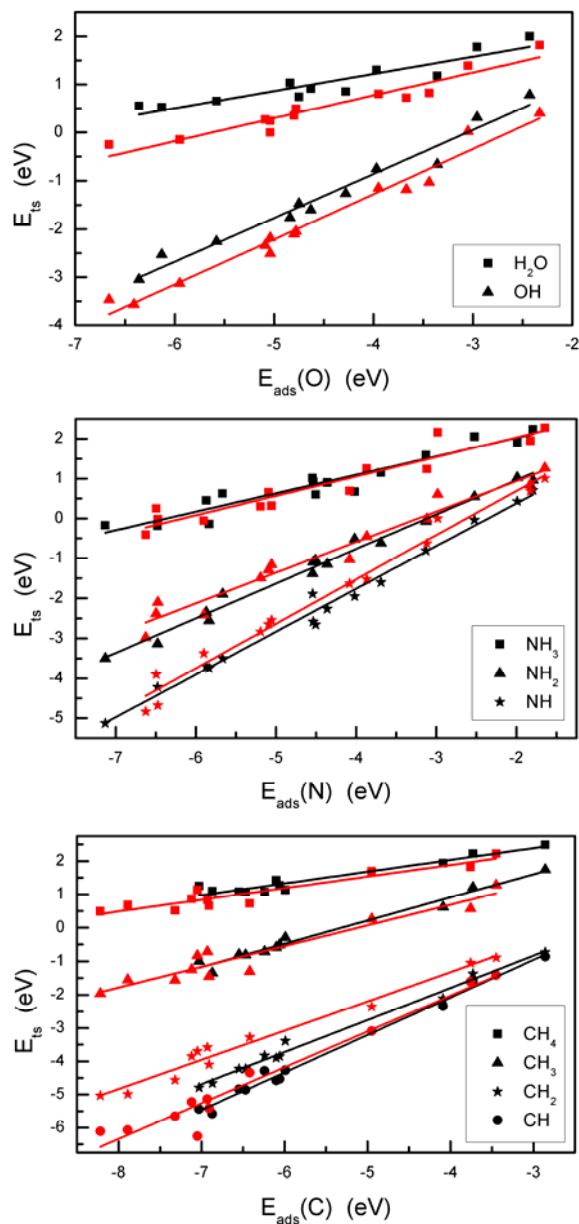 2
1
0
-1
-2
-3
-4
E_ts (eV)
-7 -6 -5 -4 -3 -2
E_ads(O) (eV)
H₂O
OH
2
1
0
-1
-2
-3
-4
-5
E_ts (eV)
-7 -6 -5 -4 -3 -2
E_ads(N) (eV)
NH₃
NH₂
NH
2
1
0
-1
-2
-3
-4
-5
-6
E_ts (eV)
-8 -7 -6 -5 -4 -3
E_ads(C) (eV)
CH₄
CH₃
CH₂
CH